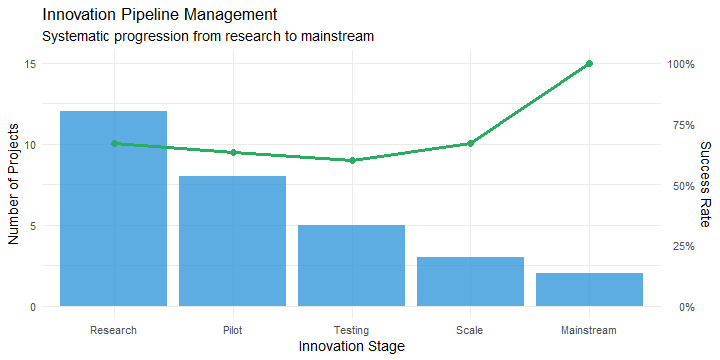 Innovation Pipeline Management
Systematic progression from research to mainstream
Number of Projects
15
10
5
0
100%
75%
50%
25%
0%
Success Rate
Research Pilot Testing Scale Mainstream
Innovation Stage